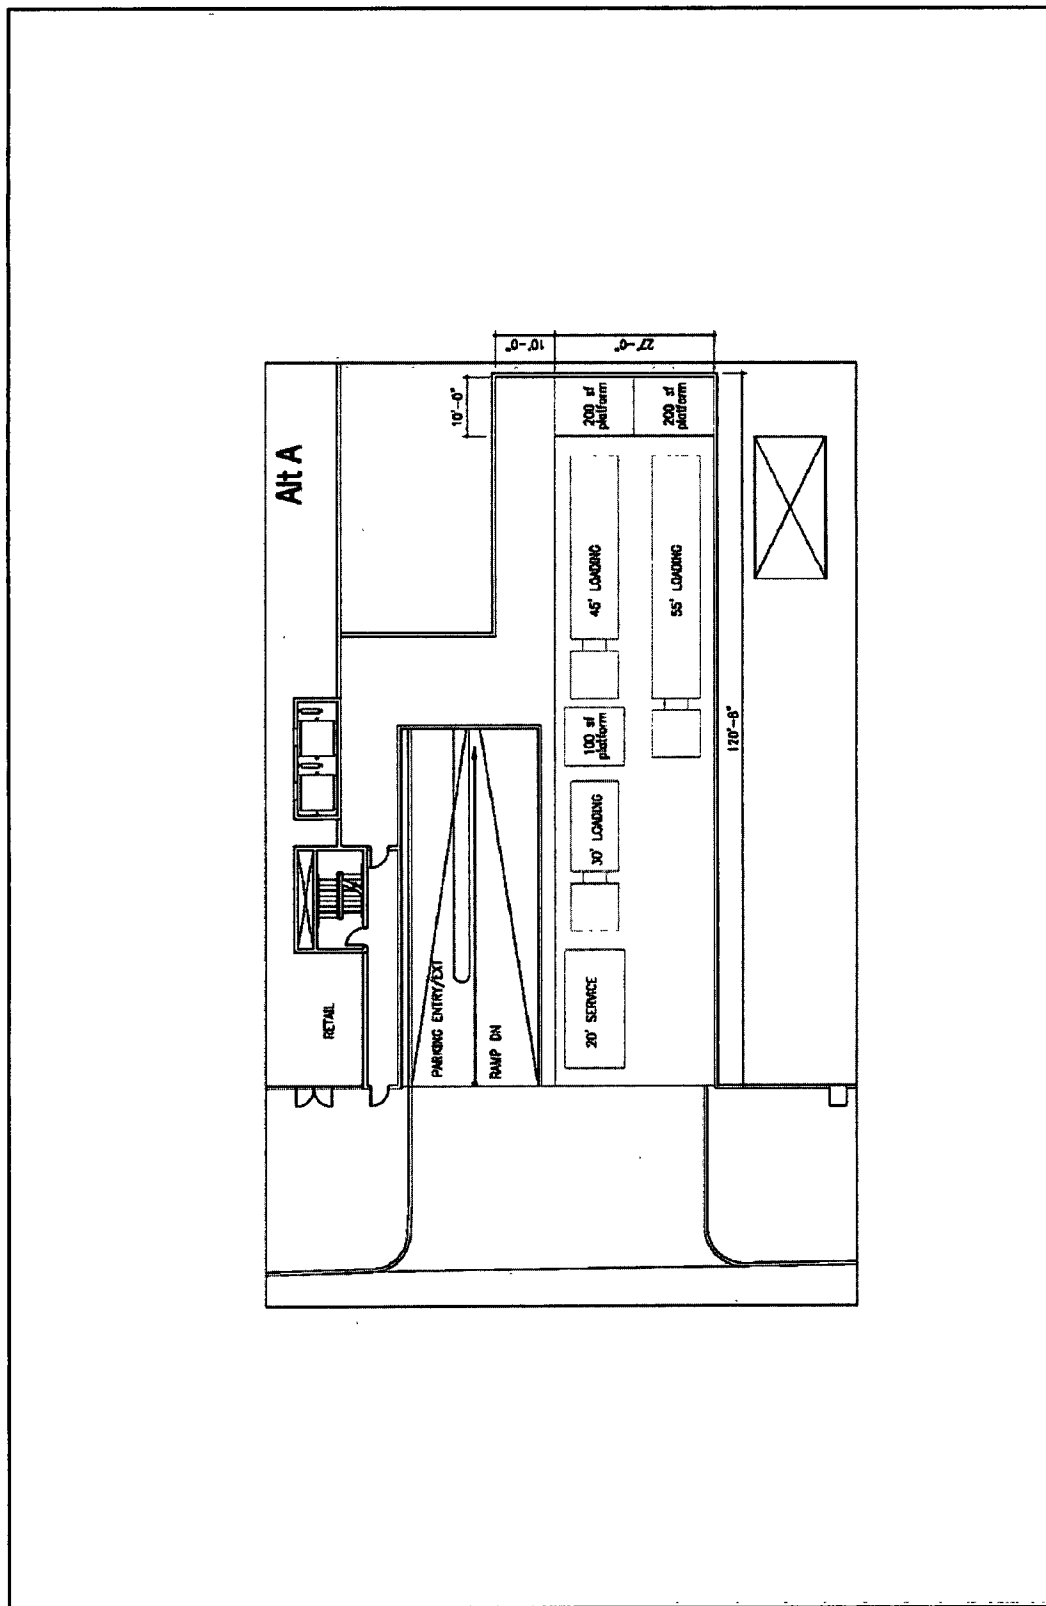 Alt A
10'-0"
10'-0"
27'-0"
200 sf
platform
200 sf
platform
45' LOADING
55' LOADING
100 sf
platform
30' LOADING
120'-8"
20' SERVICE
PARKING ENTRY/EXIT
RAMP DN
RETAIL